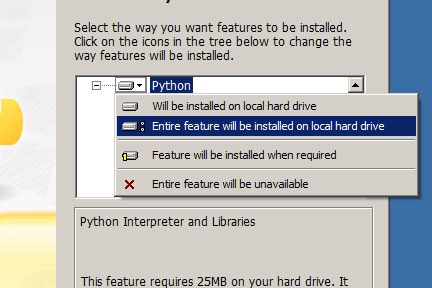 Select the way you want features to be installed.
Click on the icons in the tree below to change the
way features will be installed.
Python
Will be installed on local hard drive
Entire feature will be installed on local hard drive
Feature will be installed when required
Entire feature will be unavailable
Python Interpreter and Libraries
This feature requires 25MB on your hard drive. It